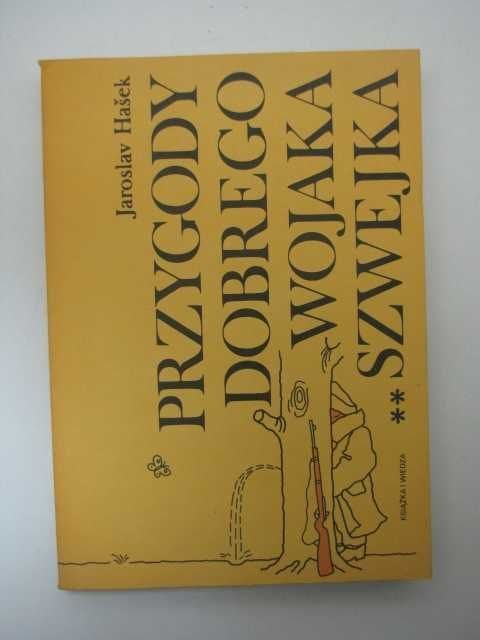 Jaroslav Hašek
PRZYGODY
DOBREGO
WOJAKA
** SZWEJKA
KSIĄŻKA I WIEDZA